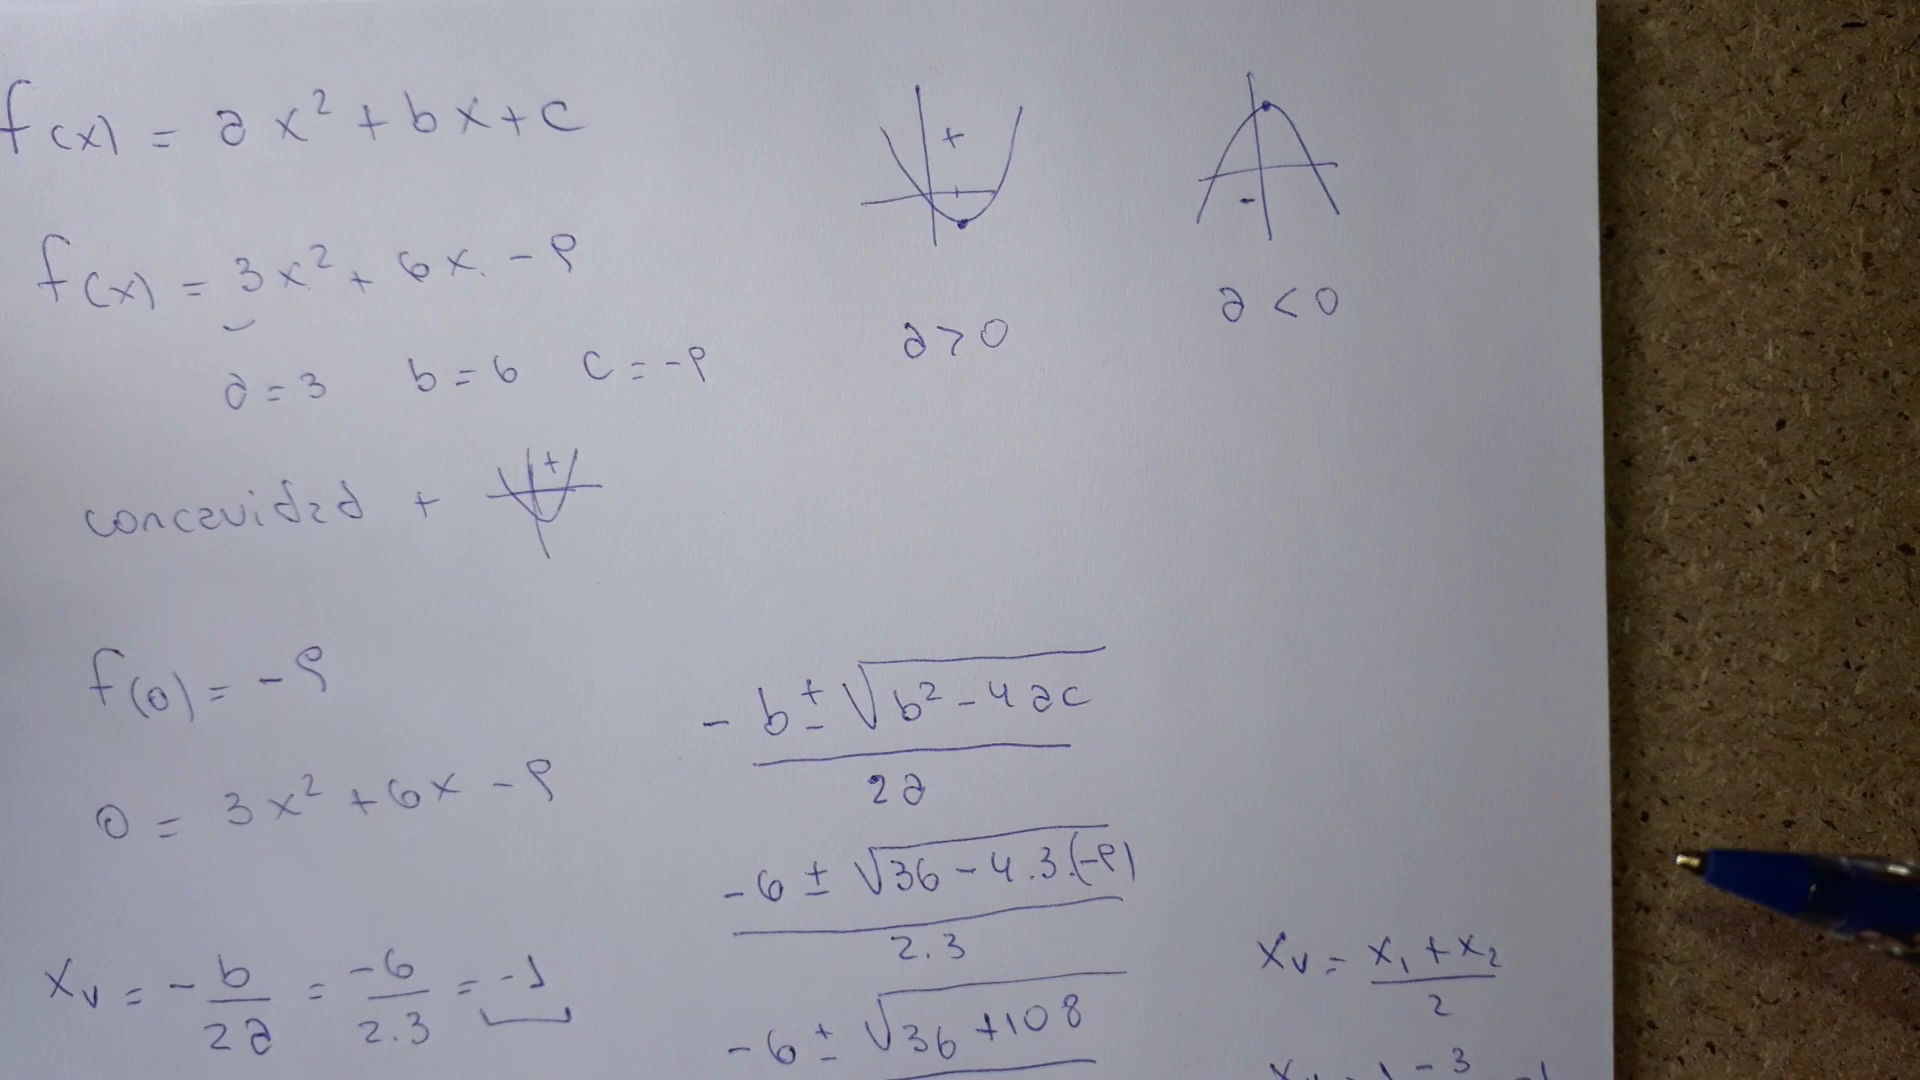 f(x) = ax² + bx + c
f(x) = 3x² + 6x - 9
a = 3 b = 6 c = -9
a > 0
a < 0
concavidad +
+
+
-
f(0) = -9
0 = 3x² + 6x - 9
xv = -b/2a = -6/2.3 = -1
-b ± √(b² - 4ac)
2a
-6 ± √(36 - 4.3.(-9))
2.3
-6 ± √(36 + 108)
xv = x₁ + x₂
2